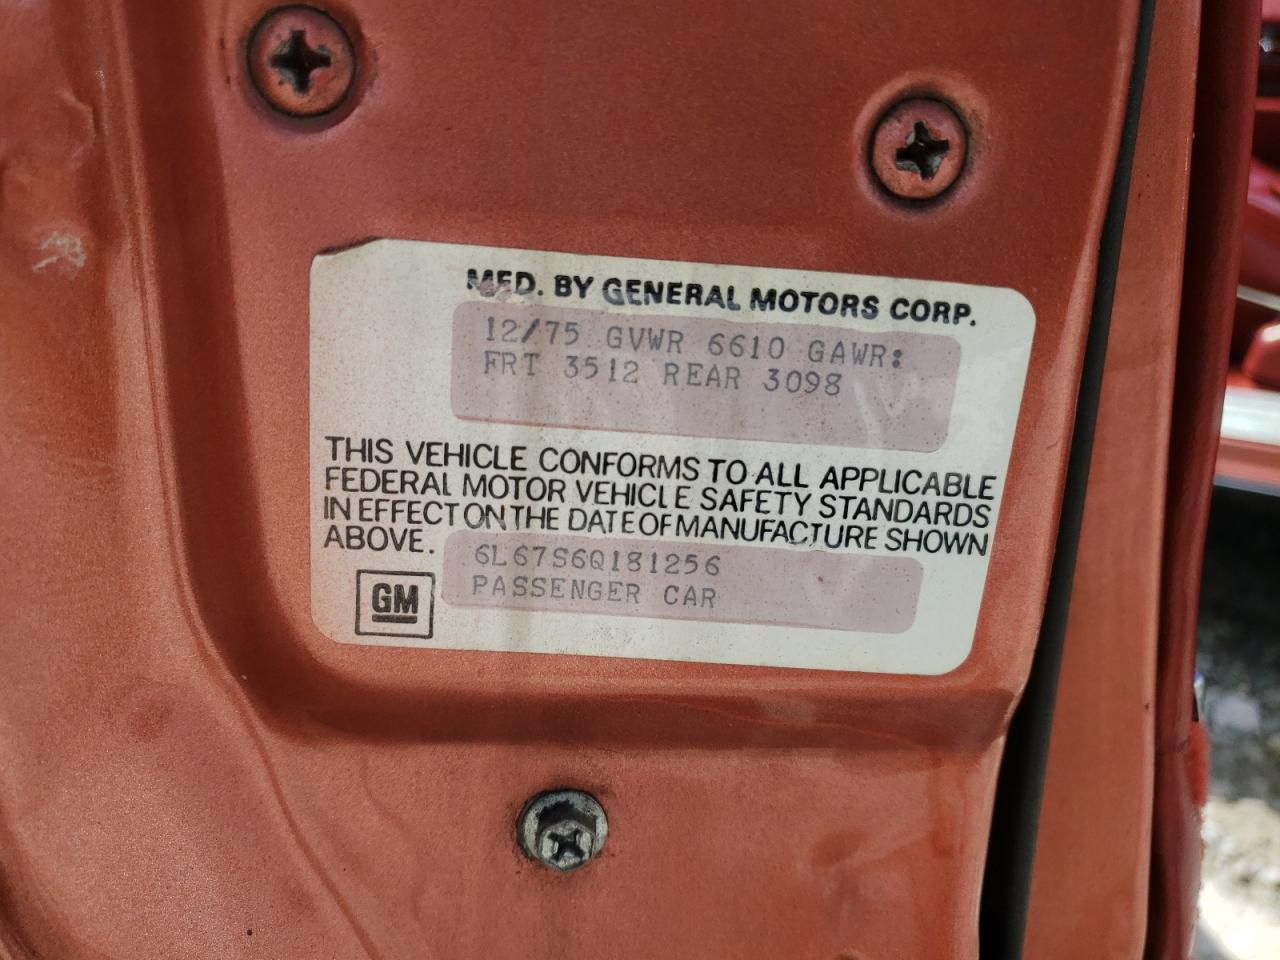 MFD. BY GENERAL MOTORS CORP.
12/75 GVWR 6610 GAWR:
FRT 3512 REAR 3098
THIS VEHICLE CONFORMS TO ALL APPLICABLE
FEDERAL MOTOR VEHICLE SAFETY STANDARDS
IN EFFECT ON THE DATE OF MANUFACTURE SHOWN
ABOVE.
6L67S6Q181256
PASSENGER CAR
GM